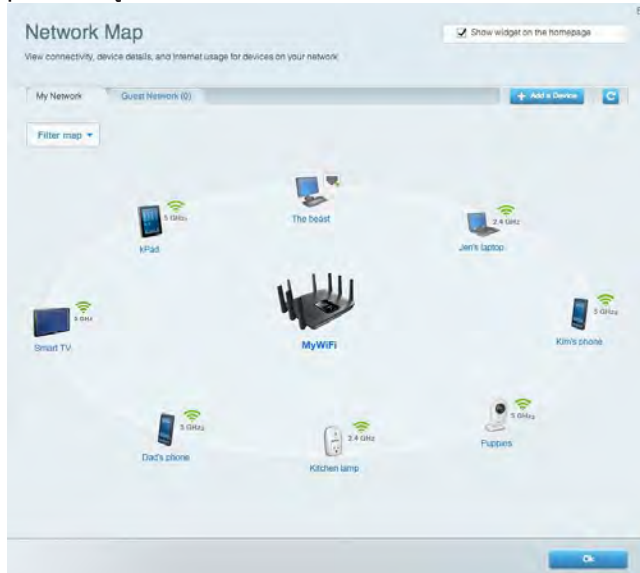 Network Map
Show widget on the homepage
View connectivity, device details, and Internet usage for devices on your network
My Network
Guest Network (0)
+ Add a Device
Filter map
The beast
5 GHz
kPad
2.4 GHz
Jen's laptop
5 GHz
Smart TV
MyWiFi
5 GHz
Kim's phone
5 GHz
Dad's phone
2.4 GHz
Kitchen lamp
5 GHz
Puppies
Ok